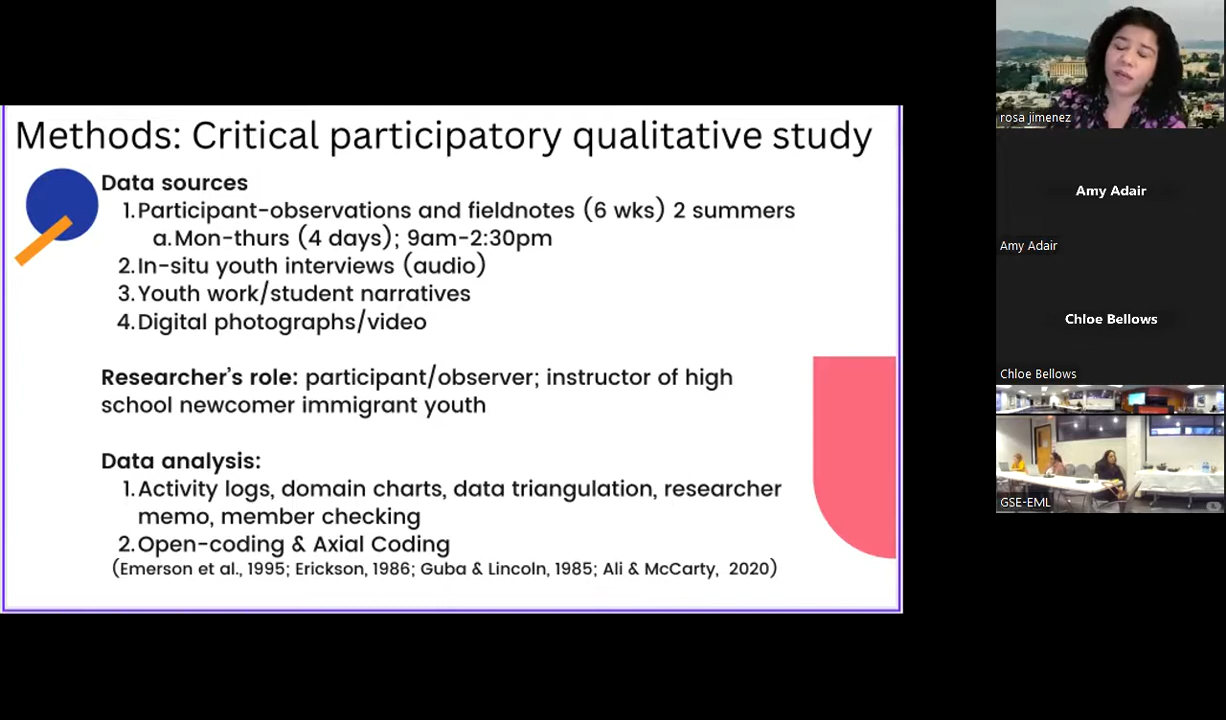 Methods: Critical participatory qualitative study
Data sources
1.Participant-observations and fieldnotes (6 wks) 2 summers
a.Mon-thurs (4 days); 9am-2:30pm
2.In-situ youth interviews (audio)
3.Youth work/student narratives
4.Digital photographs/video
Researcher's role: participant/observer; instructor of high
school newcomer immigrant youth
Data analysis:
1.Activity logs, domain charts, data triangulation, researcher
memo, member checking
2.Open-coding & Axial Coding
(Emerson et al., 1995; Erickson, 1986; Guba & Lincoln, 1985; Ali & McCarty,  2020)
rosa jimenez
Amy Adair
Amy Adair
Chloe Bellows
Chloe Bellows
GSE-EML